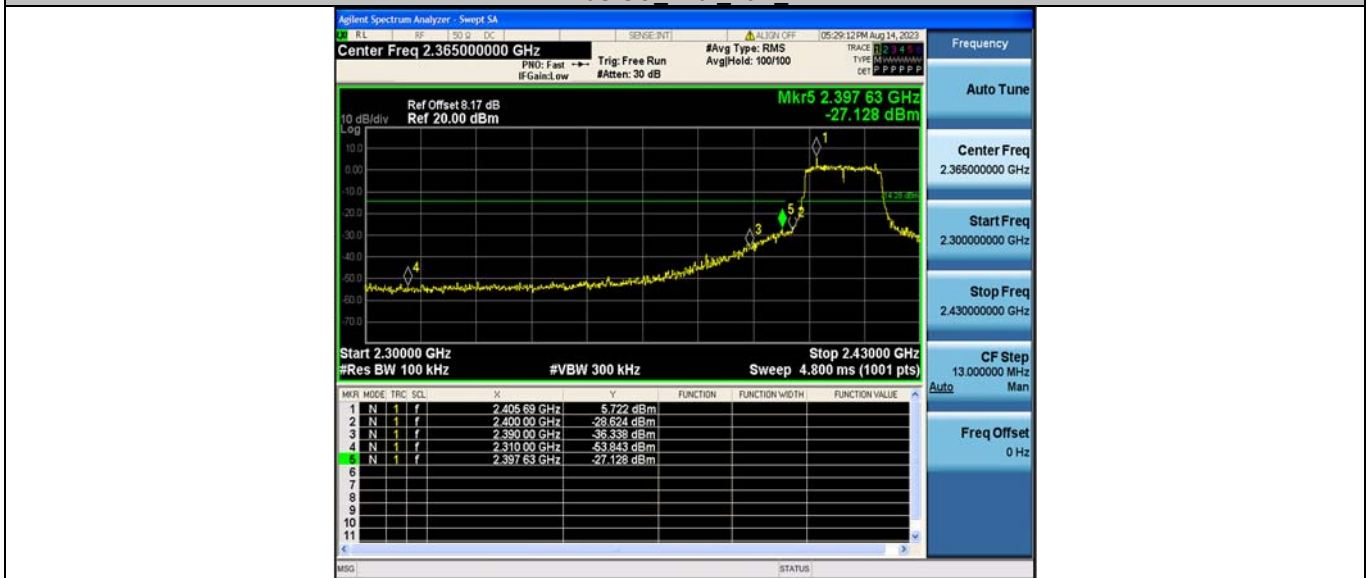 Agilent Spectrum Analyzer - Swept SA
RL RF 50 Ω DC SENSE:INT ALIGN OFF 05:29:12 PM Aug 14, 2023
Center Freq 2.365000000 GHz
PNO: Fast
IFGain:Low
Trig: Free Run
#Atten: 30 dB
#Avg Type: RMS
Avg|Hold: 100/100
TRACE 1 2 3 4 5 6
TYPE M
DET P P P P P P
Mkr5 2.397 63 GHz
-27.128 dBm
Ref Offset 8.17 dB
10 dB/div Ref 20.00 dBm
Log
10.0
0.00
-10.0
-20.0
-30.0
-40.0
-50.0
-60.0
-70.0
1
5 2
3
4
Start 2.30000 GHz Stop 2.43000 GHz
#Res BW 100 kHz #VBW 300 kHz Sweep 4.800 ms (1001 pts)
MKR MODE TRC SCL X Y FUNCTION FUNCTION WIDTH FUNCTION VALUE
1 N 1 f 2.405 69 GHz 5.722 dBm
2 N 1 f 2.400 00 GHz -28.624 dBm
3 N 1 f 2.390 00 GHz -36.338 dBm
4 N 1 f 2.310 00 GHz -53.843 dBm
5 N 1 f 2.397 63 GHz -27.128 dBm
6
7
8
9
10
11
MSG STATUS
Frequency
Auto Tune
Center Freq
2.365000000 GHz
Start Freq
2.300000000 GHz
Stop Freq
2.430000000 GHz
CF Step
13.000000 MHz
Auto Man
Freq Offset
0 Hz